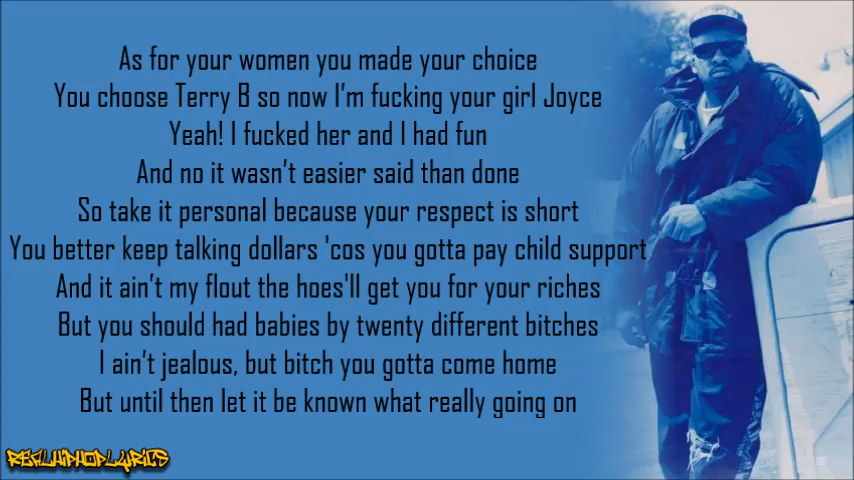 As for your women you made your choice
You choose Terry B so now I'm fucking your girl Joyce
Yeah! I fucked her and I had fun
And no it wasn't easier said than done
So take it personal because your respect is short
You better keep talking dollars 'cos you gotta pay child support
And it ain't my flout the hoes'll get you for your riches
But you should had babies by twenty different bitches
I ain't jealous, but bitch you gotta come home
But until then let it be known what really going on
REALHIPHOPLYRICS